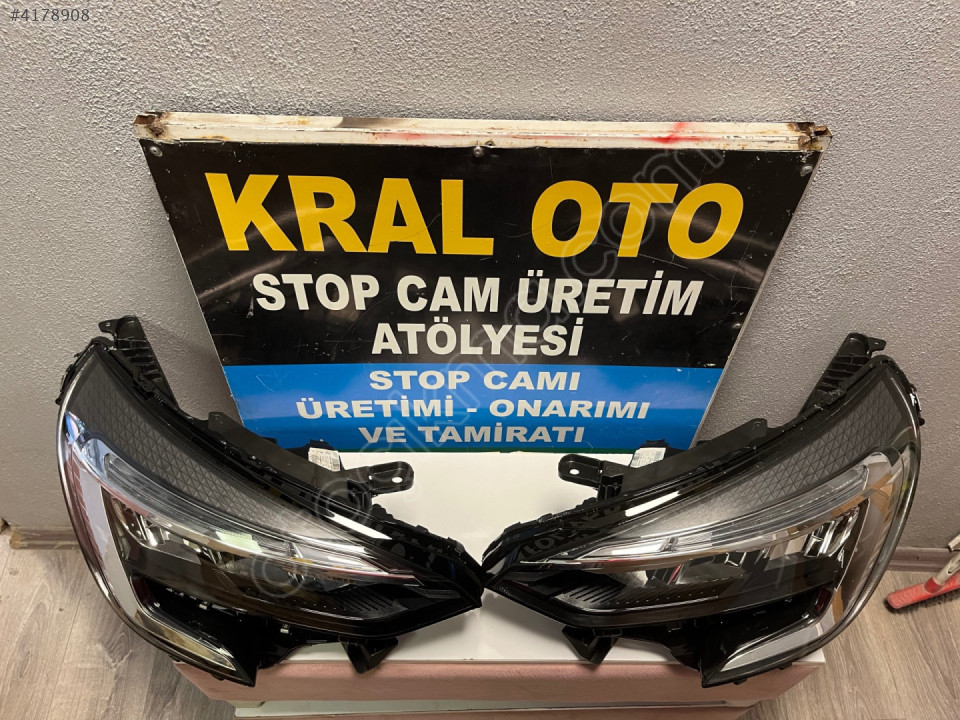 #4178908
KRAL OTO
STOP CAM ÜRETİM
ATÖLYESİ
STOP CAMI
ÜRETİMİ - ONARIMI
VE TAMİRATI